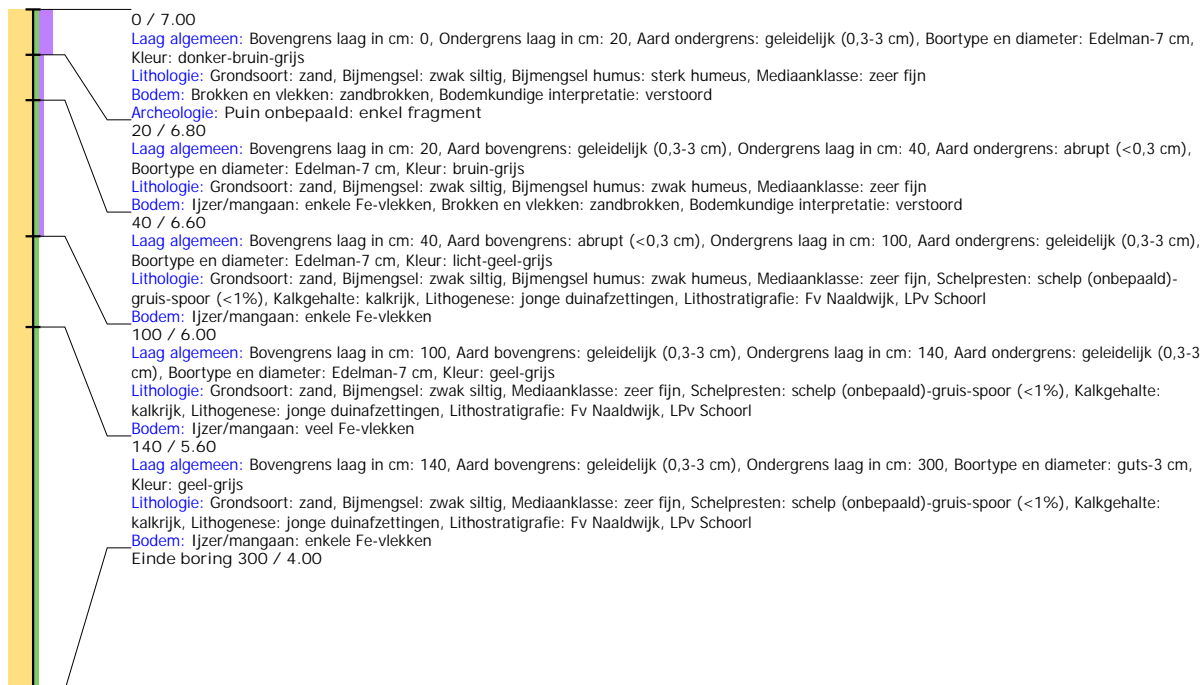 0 / 7.00
Laag algemeen: Bovengrens laag in cm: 0, Ondergrens laag in cm: 20, Aard ondergrens: geleidelijk (0,3-3 cm), Boortype en diameter: Edelman-7 cm,
Kleur: donker-bruin-grijs
Lithologie: Grondsoort: zand, Bijmengsel: zwak siltig, Bijmengsel humus: sterk humeus, Mediaanklasse: zeer fijn
Bodem: Brokken en vlekken: zandbrokken, Bodemkundige interpretatie: verstoord
Archeologie: Puin onbepaald: enkel fragment
20 / 6.80
Laag algemeen: Bovengrens laag in cm: 20, Aard bovengrens: geleidelijk (0,3-3 cm), Ondergrens laag in cm: 40, Aard ondergrens: abrupt (<0,3 cm),
Boortype en diameter: Edelman-7 cm, Kleur: bruin-grijs
Lithologie: Grondsoort: zand, Bijmengsel: zwak siltig, Bijmengsel humus: zwak humeus, Mediaanklasse: zeer fijn
Bodem: Ijzer/mangaan: enkele Fe-vlekken, Brokken en vlekken: zandbrokken, Bodemkundige interpretatie: verstoord
40 / 6.60
Laag algemeen: Bovengrens laag in cm: 40, Aard bovengrens: abrupt (<0,3 cm), Ondergrens laag in cm: 100, Aard ondergrens: geleidelijk (0,3-3 cm),
Boortype en diameter: Edelman-7 cm, Kleur: licht-geel-grijs
Lithologie: Grondsoort: zand, Bijmengsel: zwak siltig, Bijmengsel humus: zwak humeus, Mediaanklasse: zeer fijn, Schelpresten: schelp (onbepaald)-
gruis-spoor (<1%), Kalkgehalte: kalkrijk, Lithogenese: jonge duinafzettingen, Lithostratigrafie: Fv Naaldwijk, LPv Schoorl
Bodem: Ijzer/mangaan: enkele Fe-vlekken
100 / 6.00
Laag algemeen: Bovengrens laag in cm: 100, Aard bovengrens: geleidelijk (0,3-3 cm), Ondergrens laag in cm: 140, Aard ondergrens: geleidelijk (0,3-3
cm), Boortype en diameter: Edelman-7 cm, Kleur: geel-grijs
Lithologie: Grondsoort: zand, Bijmengsel: zwak siltig, Mediaanklasse: zeer fijn, Schelpresten: schelp (onbepaald)-gruis-spoor (<1%), Kalkgehalte:
kalkrijk, Lithogenese: jonge duinafzettingen, Lithostratigrafie: Fv Naaldwijk, LPv Schoorl
Bodem: Ijzer/mangaan: veel Fe-vlekken
140 / 5.60
Laag algemeen: Bovengrens laag in cm: 140, Aard bovengrens: geleidelijk (0,3-3 cm), Ondergrens laag in cm: 300, Boortype en diameter: guts-3 cm,
Kleur: geel-grijs
Lithologie: Grondsoort: zand, Bijmengsel: zwak siltig, Mediaanklasse: zeer fijn, Schelpresten: schelp (onbepaald)-gruis-spoor (<1%), Kalkgehalte:
kalkrijk, Lithogenese: jonge duinafzettingen, Lithostratigrafie: Fv Naaldwijk, LPv Schoorl
Bodem: Ijzer/mangaan: enkele Fe-vlekken
Einde boring 300 / 4.00